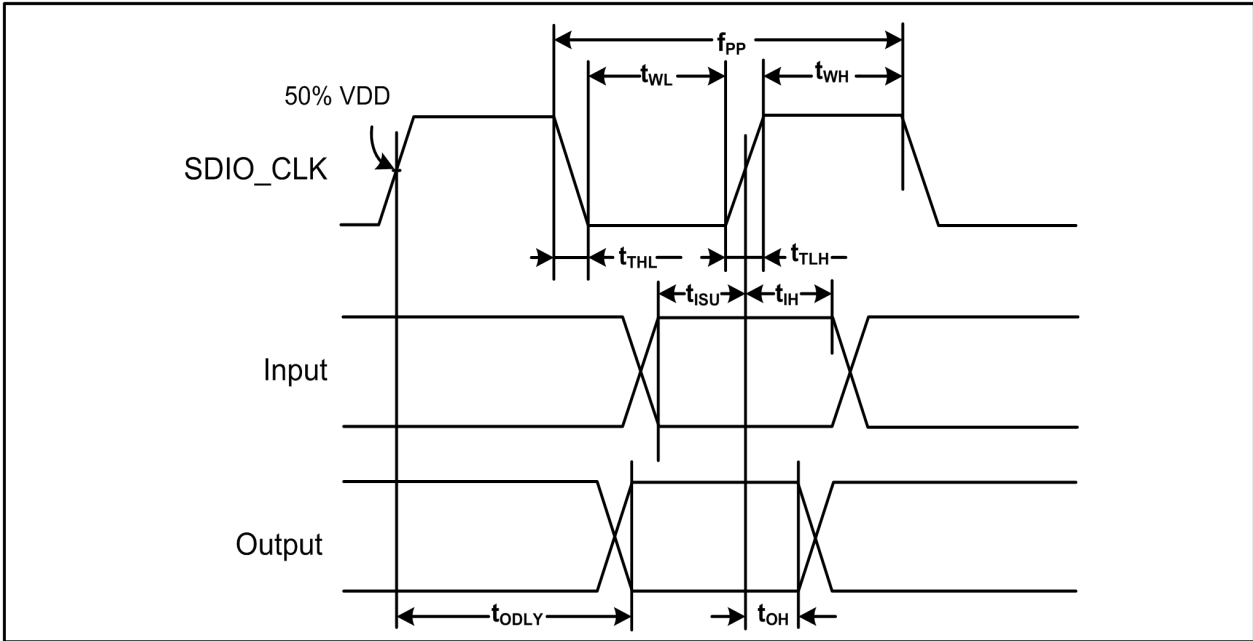 fPP
tWL
tWH
50% VDD
SDIO_CLK
tTHL
tTLH
tISU
tIH
Input
Output
tODLY
tOH